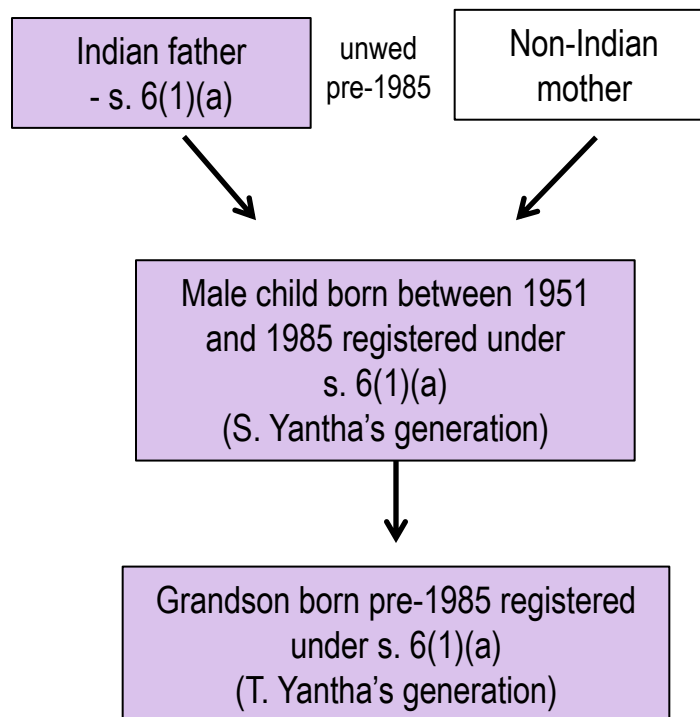 Indian father
- s. 6(1)(a)
unwed
pre-1985
Non-Indian
mother
Male child born between 1951
and 1985 registered under
s. 6(1)(a)
(S. Yantha’s generation)
Grandson born pre-1985 registered
under s. 6(1)(a)
(T. Yantha’s generation)